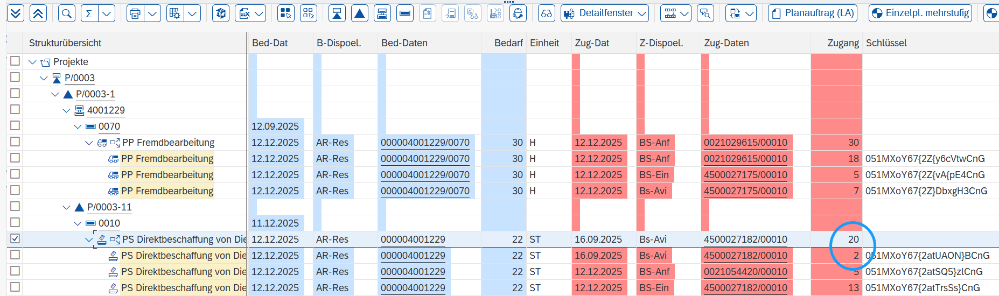 Detailfenster Planauftrag (LA) Einzelpl. mehrstufig
Strukturübersicht Bed-Dat B-Dispoel. Bed-Daten Bedarf Einheit Zug-Dat Z-Dispoel. Zug-Daten Zugang Schlüssel
Projekte
P/0003
P/0003-1
4001229
0070 12.09.2025
PP Fremdbearbeitung 12.12.2025 AR-Res 000004001229/0070 30 H 12.12.2025 BS-Anf 0021029615/00010 30
PP Fremdbearbeitung 12.12.2025 AR-Res 000004001229/0070 30 H 12.12.2025 BS-Anf 0021029615/00010 18 051MXoY67{2Z{y6cVtwCnG
PP Fremdbearbeitung 12.12.2025 AR-Res 000004001229/0070 30 H 12.12.2025 BS-Ein 4500027175/00010 5 051MXoY67{2Z{vA{pE4CnG
PP Fremdbearbeitung 12.12.2025 AR-Res 000004001229/0070 30 H 12.12.2025 Bs-Avi 4500027175/00010 7 051MXoY67{2Z}DbxgH3CnG
P/0003-11
0010 11.12.2025
PS Direktbeschaffung von Die 12.12.2025 AR-Res 000004001229 22 ST 16.09.2025 Bs-Avi 4500027182/00010 20
PS Direktbeschaffung von Die 12.12.2025 AR-Res 000004001229 22 ST 16.09.2025 Bs-Avi 4500027182/00010 2 051MXoY67{2atUAON}BCnG
PS Direktbeschaffung von Die 12.12.2025 AR-Res 000004001229 22 ST 12.12.2025 BS-Anf 0021054420/00010 5 051MXoY67{2atSQ5}zlCnG
PS Direktbeschaffung von Die 12.12.2025 AR-Res 000004001229 22 ST 12.12.2025 BS-Ein 4500027182/00010 13 051MXoY67{2atTrsSs}CnG